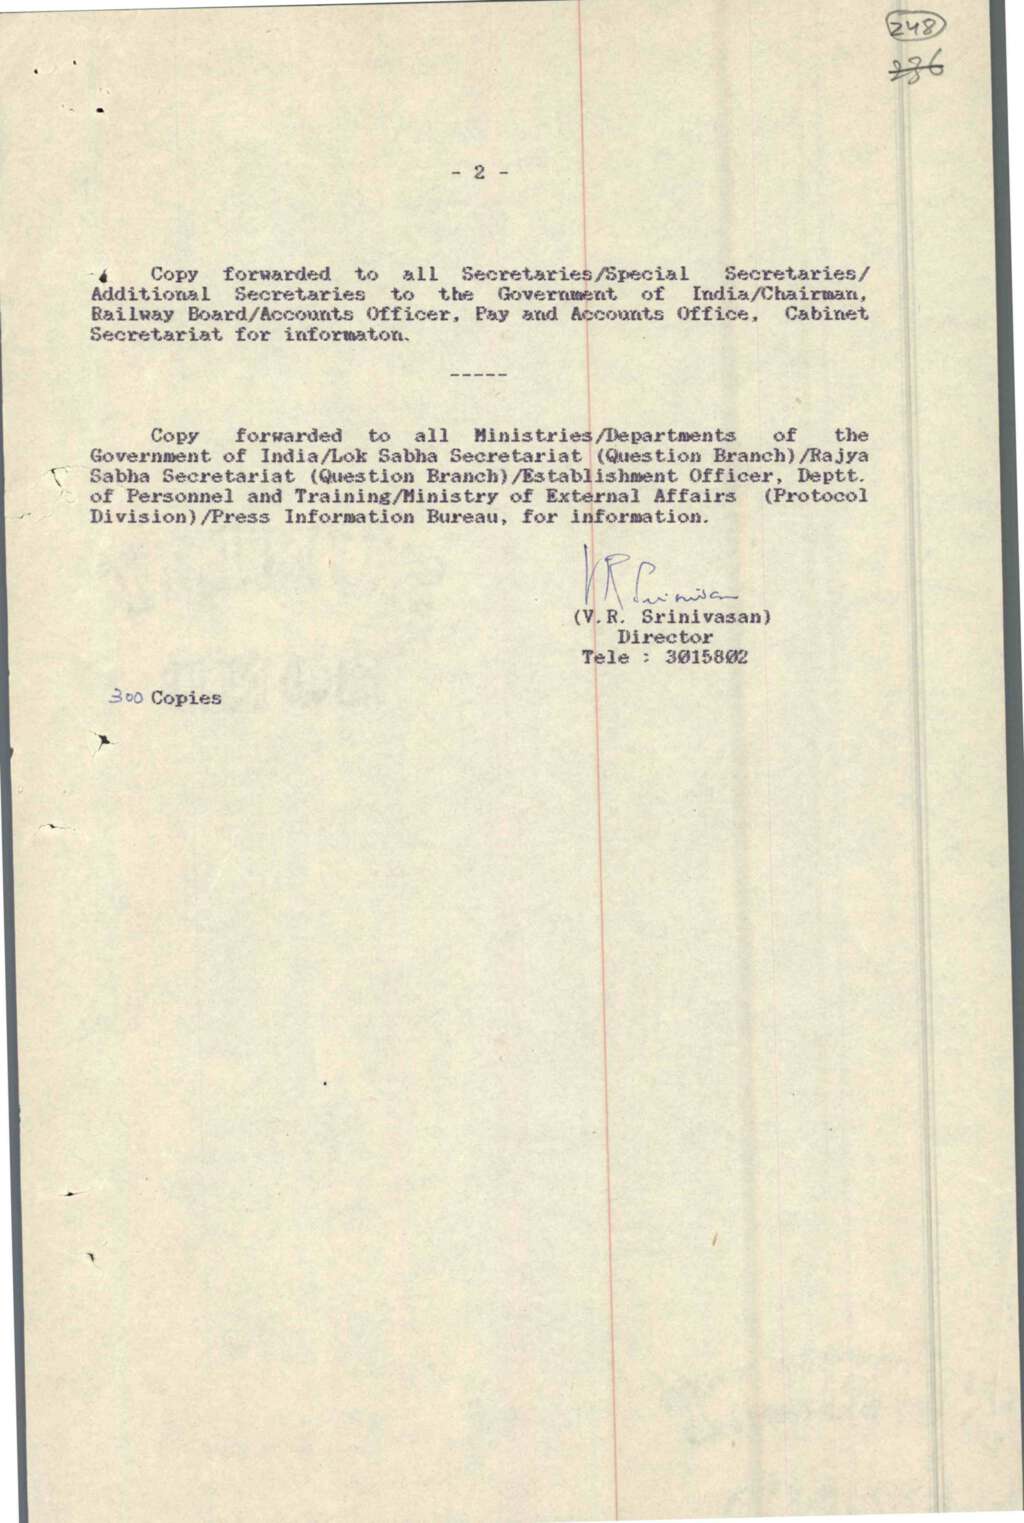 248
236
- 2 -
Copy forwarded to all Secretaries/Special Secretaries/
Additional Secretaries to the Government of India/Chairman,
Railway Board/Accounts Officer, Pay and Accounts Office, Cabinet
Secretariat for informaton.
-----
Copy forwarded to all Ministries/Departments of the
Government of India/Lok Sabha Secretariat (Question Branch)/Rajya
Sabha Secretariat (Question Branch)/Establishment Officer, Deptt.
of Personnel and Training/Ministry of External Affairs (Protocol
Division)/Press Information Bureau, for information.
VR Srinivasan
(V.R. Srinivasan)
Director
Tele : 3015802
300 Copies